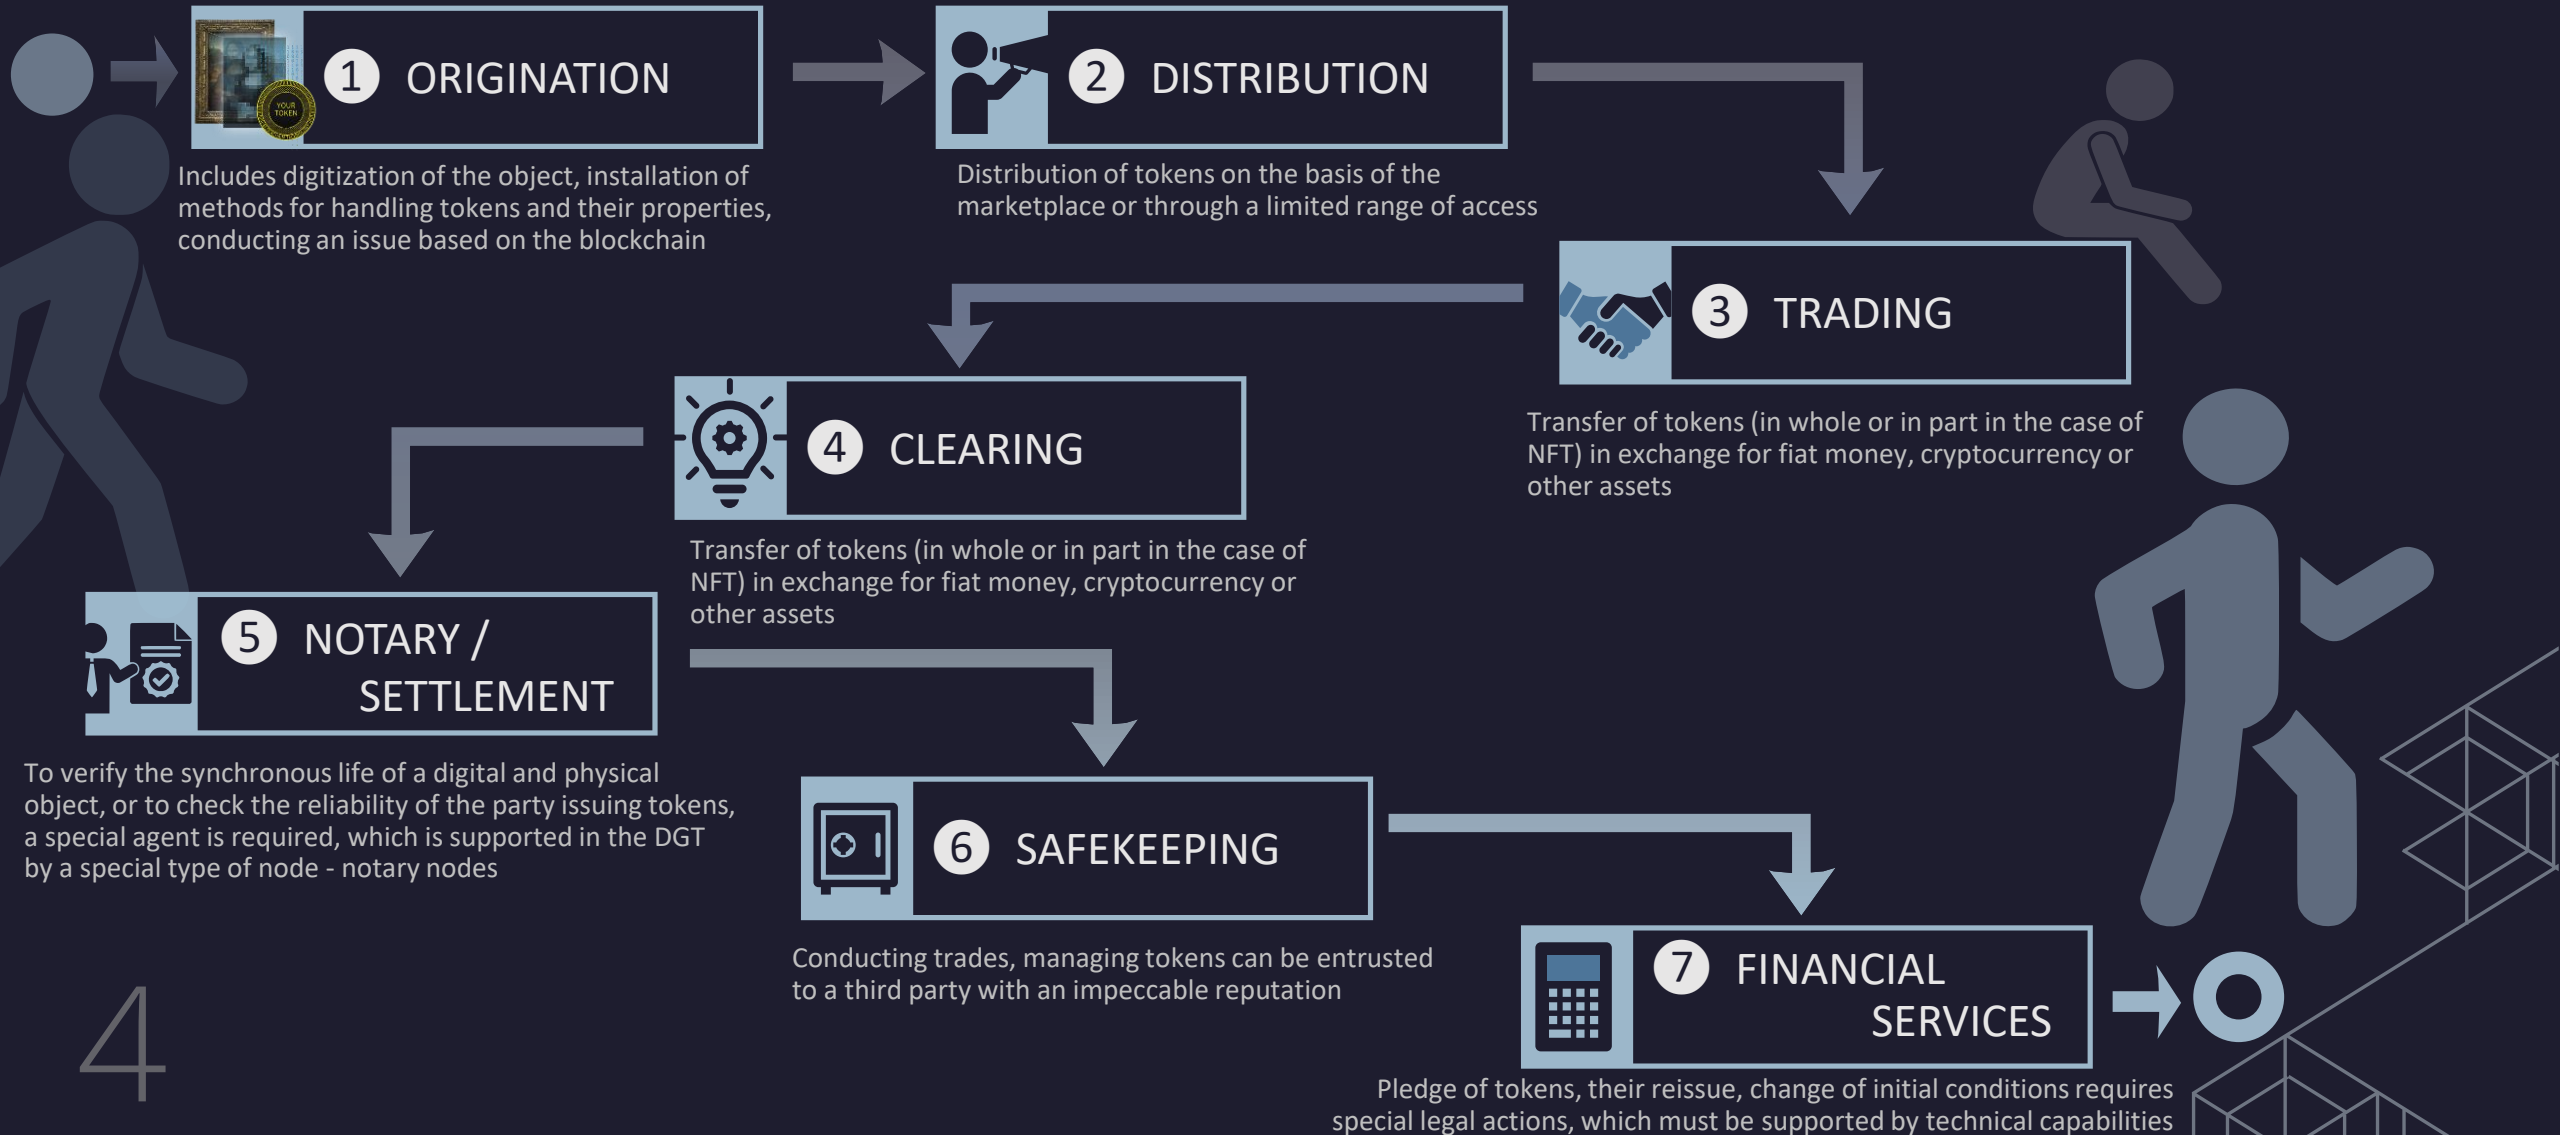 YOUR
TOKEN
1 ORIGINATION
Includes digitization of the object, installation of
methods for handling tokens and their properties,
conducting an issue based on the blockchain
2 DISTRIBUTION
Distribution of tokens on the basis of the
marketplace or through a limited range of access
3 TRADING
Transfer of tokens (in whole or in part in the case of
NFT) in exchange for fiat money, cryptocurrency or
other assets
4 CLEARING
Transfer of tokens (in whole or in part in the case of
NFT) in exchange for fiat money, cryptocurrency or
other assets
5 NOTARY /
SETTLEMENT
To verify the synchronous life of a digital and physical
object, or to check the reliability of the party issuing tokens,
a special agent is required, which is supported in the DGT
by a special type of node - notary nodes
6 SAFEKEEPING
Conducting trades, managing tokens can be entrusted
to a third party with an impeccable reputation
7 FINANCIAL
SERVICES
Pledge of tokens, their reissue, change of initial conditions requires
special legal actions, which must be supported by technical capabilities
4